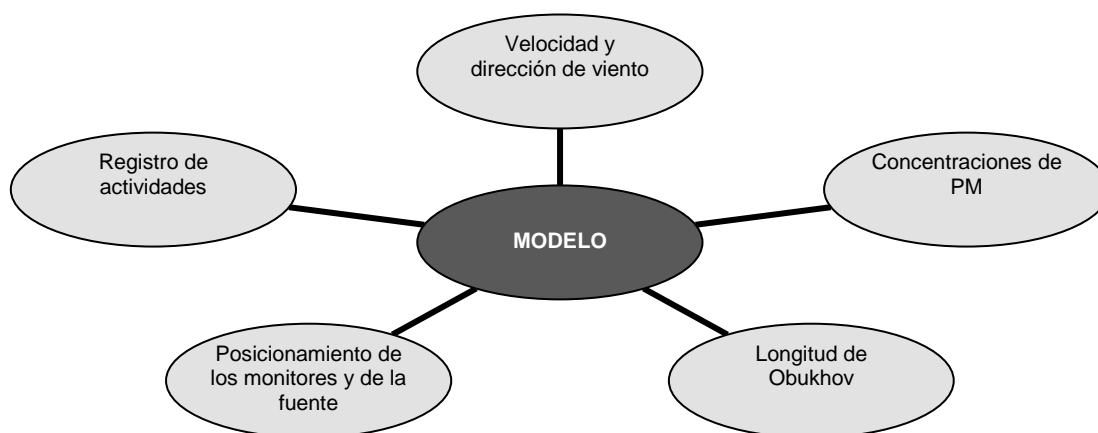 Velocidad y
dirección de viento
Registro de
actividades
Concentraciones de
PM
MODELO
Posicionamiento de
los monitores y de la
fuente
Longitud de
Obukhov